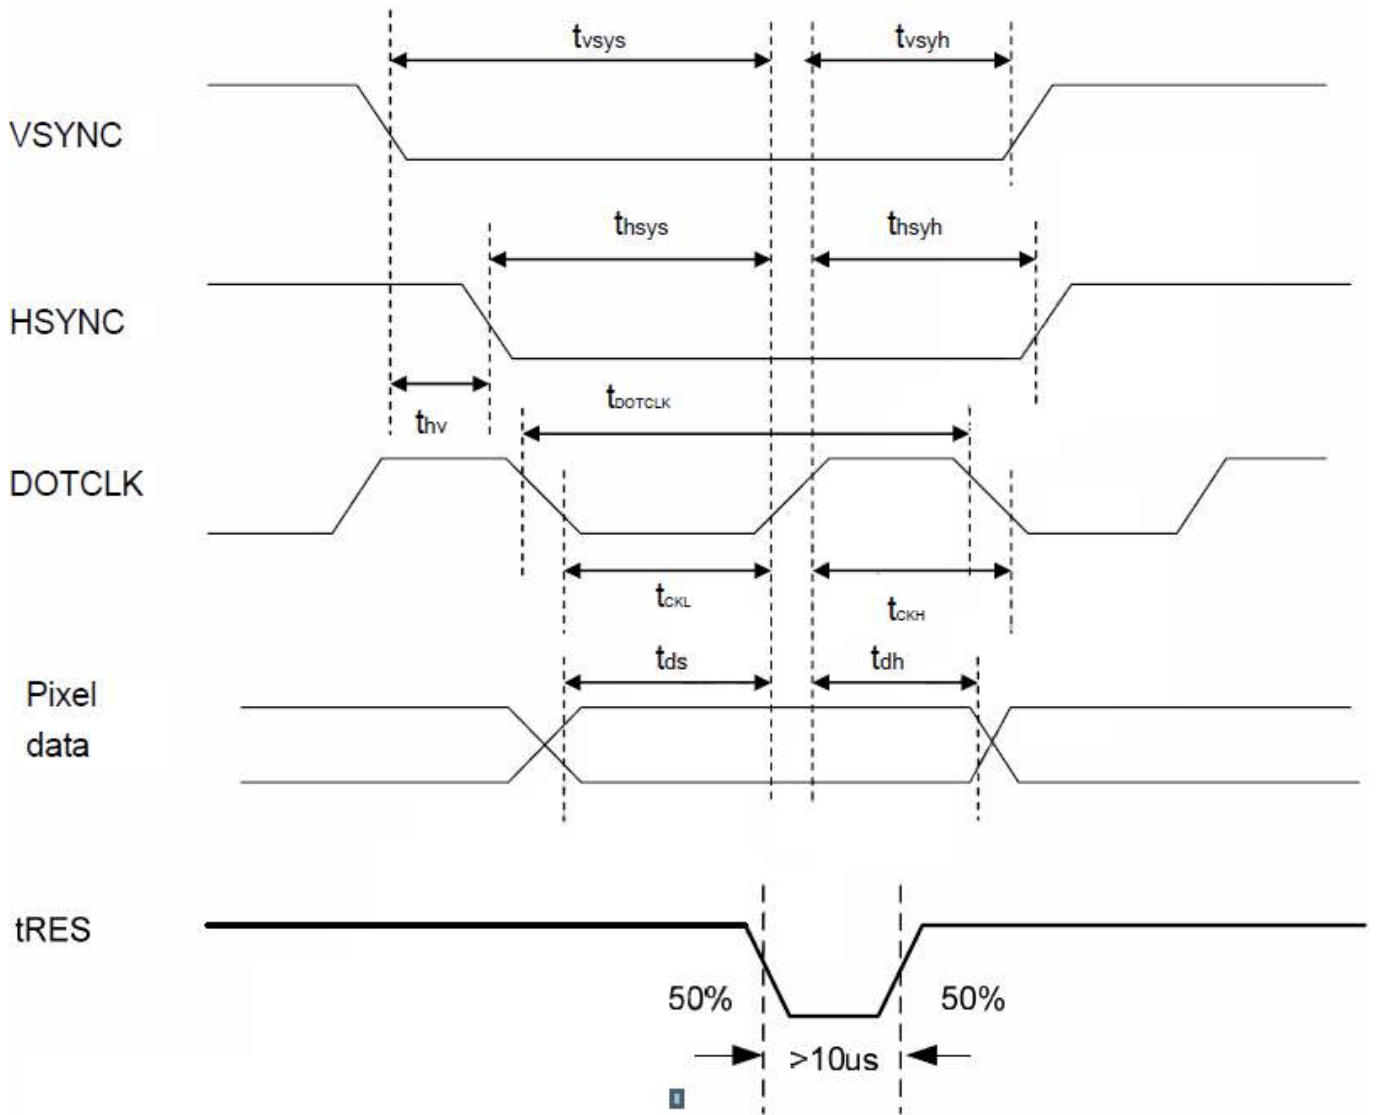 tvsys
tvsyh
VSYNC
thsys
thsyh
HSYNC
tDOTCLK
thv
DOTCLK
tCKL
tCKH
tds
tdh
Pixel
data
tRES
50%
50%
>10us